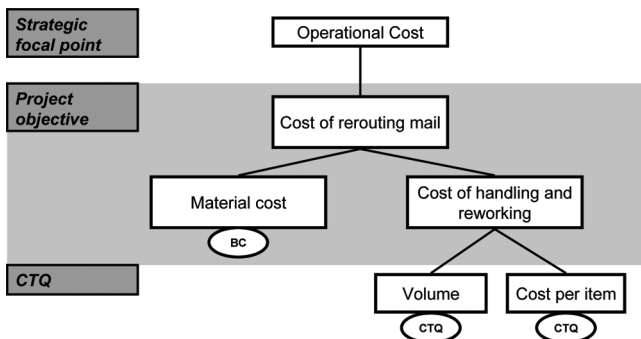 Strategic
focal point
Operational Cost
Project
objective
Cost of rerouting mail
Material cost
BC
Cost of handling and
reworking
CTQ
Volume
Cost per item
CTQ
CTQ